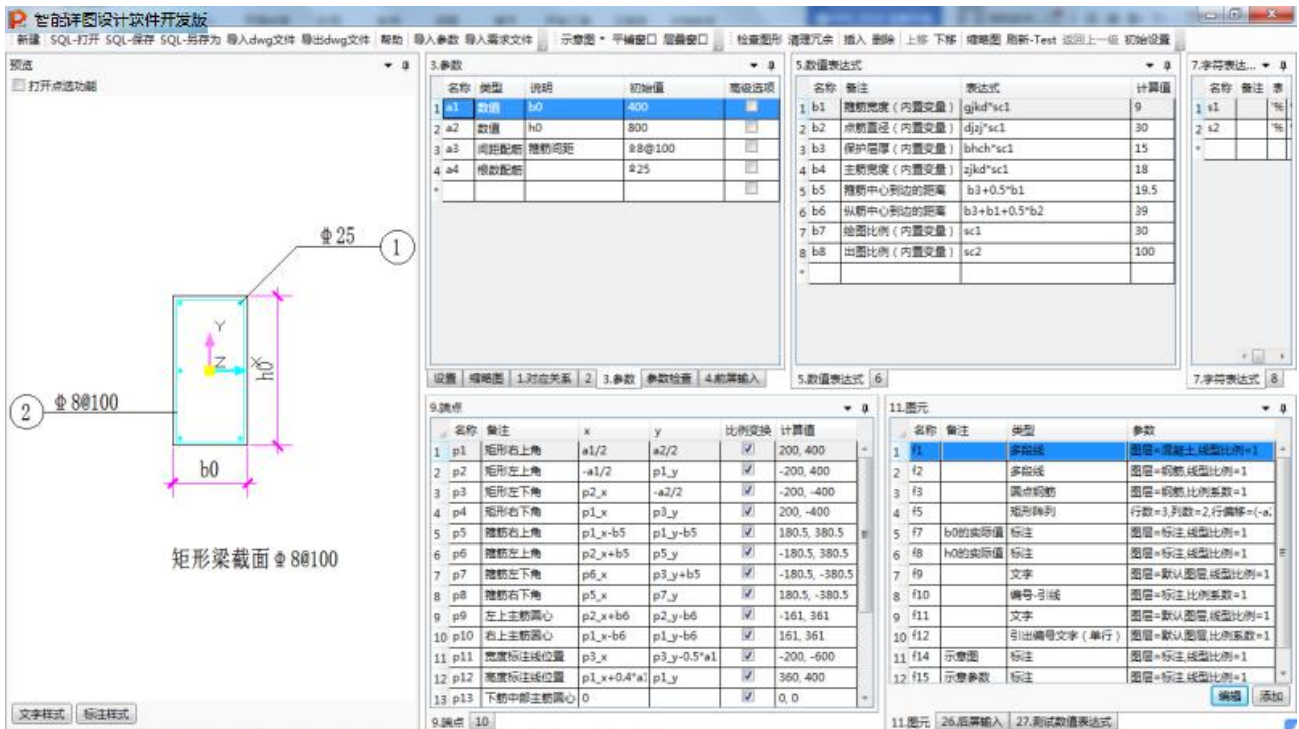 智能详图设计软件开发版
新建 SQL-打开 SQL-保存 SQL-另存为 导入dwg文件 导出dwg文件 帮助 导入参数 导入需求文件 示意图 平铺窗口 层叠窗口 检查图形 清理冗余 插入 删除 上移 下移 缩略图 刷新-Test 返回上一级 初始设置
预览
打开点选功能
Φ25
1
Y
Z
X
h0
2
Φ8@100
b0
矩形梁截面Φ8@100
文字样式 标注样式
3.参数
名称 类型 说明 初始值 高级选项
1 a1 数值 b0 400
2 a2 数值 h0 800
3 a3 间距配筋 箍筋间距 ⌀8@100
4 a4 根数配筋 ⌀25
*
设置 缩略图 1.对应关系 2 3.参数 参数检查 4.前屏输入
5.数值表达式
名称 备注 表达式 计算值
1 b1 箍筋宽度（内置变量） gjkd*sc1 9
2 b2 点筋直径（内置变量） djzj*sc1 30
3 b3 保护层厚（内置变量） bhch*sc1 15
4 b4 主筋宽度（内置变量） zjkd*sc1 18
5 b5 箍筋中心到边的距离 b3+0.5*b1 19.5
6 b6 纵筋中心到边的距离 b3+b1+0.5*b2 39
7 b7 绘图比例（内置变量） sc1 30
8 b8 出图比例（内置变量） sc2 100
*
5.数值表达式 6
7.字符表达...
名称 备注 表
1 s1 '%
2 s2 '%
*
7.字符表达式 8
9.端点
名称 备注 x y 比例变换 计算值
1 p1 矩形右上角 a1/2 a2/2 200, 400
2 p2 矩形左上角 -a1/2 p1_y -200, 400
3 p3 矩形左下角 p2_x -a2/2 -200, -400
4 p4 矩形右下角 p1_x p3_y 200, -400
5 p5 箍筋右上角 p1_x-b5 p1_y-b5 180.5, 380.5
6 p6 箍筋左上角 p2_x+b5 p5_y -180.5, 380.5
7 p7 箍筋左下角 p6_x p3_y+b5 -180.5, -380.5
8 p8 箍筋右下角 p5_x p7_y 180.5, -380.5
9 p9 左上主筋圆心 p2_x+b6 p2_y-b6 -161, 361
10 p10 右上主筋圆心 p1_x-b6 p1_y-b6 161, 361
11 p11 宽度标注线位置 p3_x p3_y-0.5*a1 -200, -600
12 p12 高度标注线位置 p1_x+0.4*a1 p1_y 360, 400
13 p13 下筋中部主筋圆心 0 0, 0
9.端点 10
11.图元
名称 备注 类型 参数
1 f1 多段线 图层=混凝土,线型比例=1
2 f2 多段线 图层=钢筋,线型比例=1
3 f3 圆点钢筋 图层=钢筋,比例系数=1
4 f5 矩形阵列 行数=3,列数=2,行偏移=(-a
5 f7 b0的实际值 标注 图层=标注,线型比例=1
6 f8 h0的实际值 标注 图层=标注,线型比例=1
7 f9 文字 图层=默认图层,线型比例=1
8 f10 编号-引线 图层=标注,比例系数=1
9 f11 文字 图层=默认图层,线型比例=1
10 f12 引出编号文字（单行） 图层=默认图层,比例系数=1
11 f14 示意图 标注 图层=标注,线型比例=1
12 f15 示意参数 标注 图层=标注,线型比例=1
编辑 添加
11.图元 26.后屏输入 27.测试数值表达式